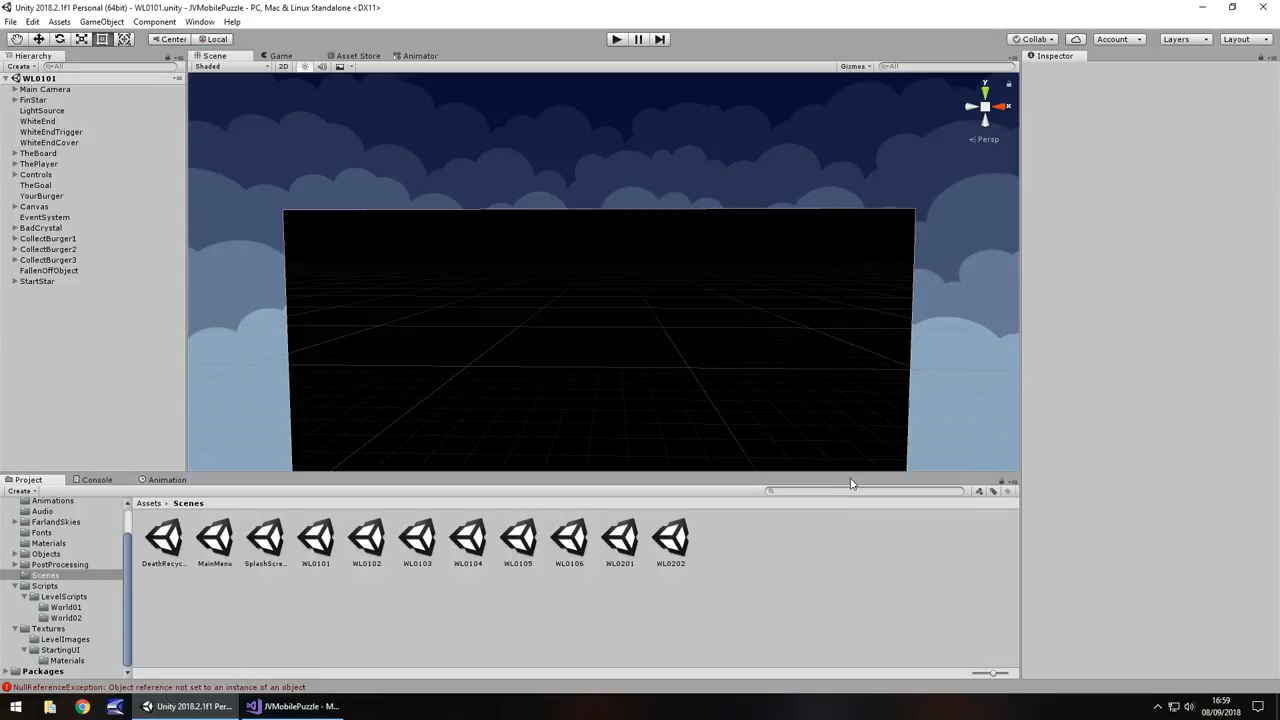 Unity 2018.2.1f1 Personal (64bit) - WL0101.unity - JVMobilePuzzle - PC, Mac & Linux Standalone <DX11>
File Edit Assets GameObject Component Window Help
Center Local Collab Account Layers Layout
Hierarchy Scene Game Asset Store Animator Inspector
Create All Shaded 2D Gizmos All
WL0101
Main Camera
FinStar
LightSource
WhiteEnd
WhiteEndTrigger
WhiteEndCover
TheBoard
ThePlayer
Controls
TheGoal
YourBurger
Canvas
EventSystem
BadCrystal
CollectBurger1
CollectBurger2
CollectBurger3
FallenOffObject
StartStar
y
x
Persp
Project Console Animation
Create
Animations
Audio
FarlandSkies
Fonts
Materials
Objects
PostProcessing
Scenes
Scripts
LevelScripts
World01
World02
Textures
LevelImages
StartingUI
Materials
Packages
Assets Scenes
DeathRecyc... MainMenu SplashScre... WL0101 WL0102 WL0103 WL0104 WL0105 WL0106 WL0201 WL0202
NullReferenceException: Object reference not set to an instance of an object
Unity 2018.2.1f1 Per... JVMobilePuzzle - M...
16:59
08/09/2018